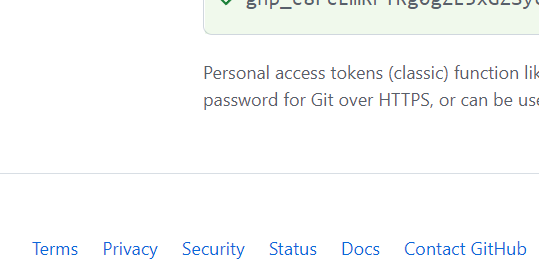 Personal access tokens (classic) function
password for Git over HTTPS, or can be
Terms Privacy Security Status Docs Contact GitHub